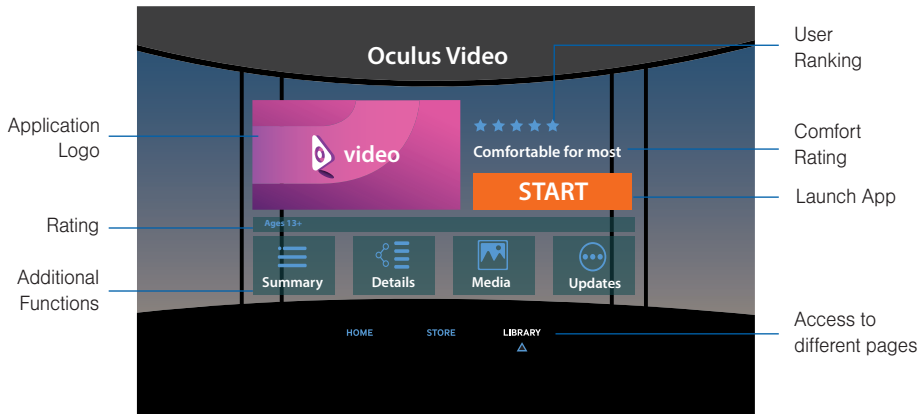 Oculus Video
User
Ranking
Application
Logo
video
Comfortable for most
Comfort
Rating
START
Launch App
Rating
Ages 13+
Additional
Functions
Summary
Details
Media
Updates
HOME
STORE
LIBRARY
Access to
different pages